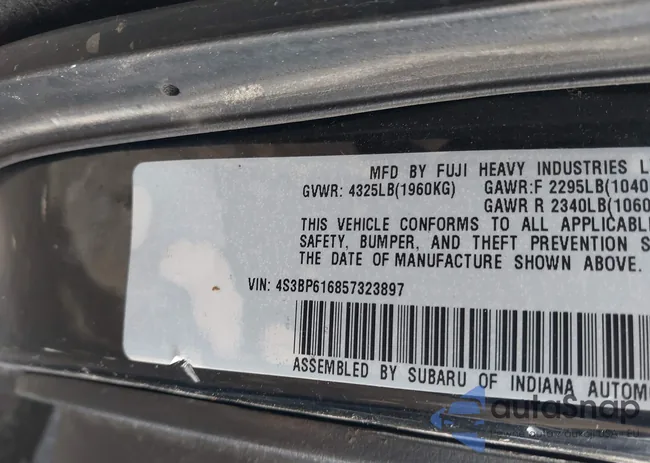 MFD BY FUJI HEAVY INDUSTRIES L
GVWR: 4325LB(1960KG) GAWR:F 2295LB(1040
GAWR R 2340LB(1060
THIS VEHICLE CONFORMS TO ALL APPLICABL
SAFETY, BUMPER, AND THEFT PREVENTION S
THE DATE OF MANUFACTURE SHOWN ABOVE.
VIN: 4S3BP616857323897
ASSEMBLED BY SUBARU OF INDIANA AUTOMO
autoSnap